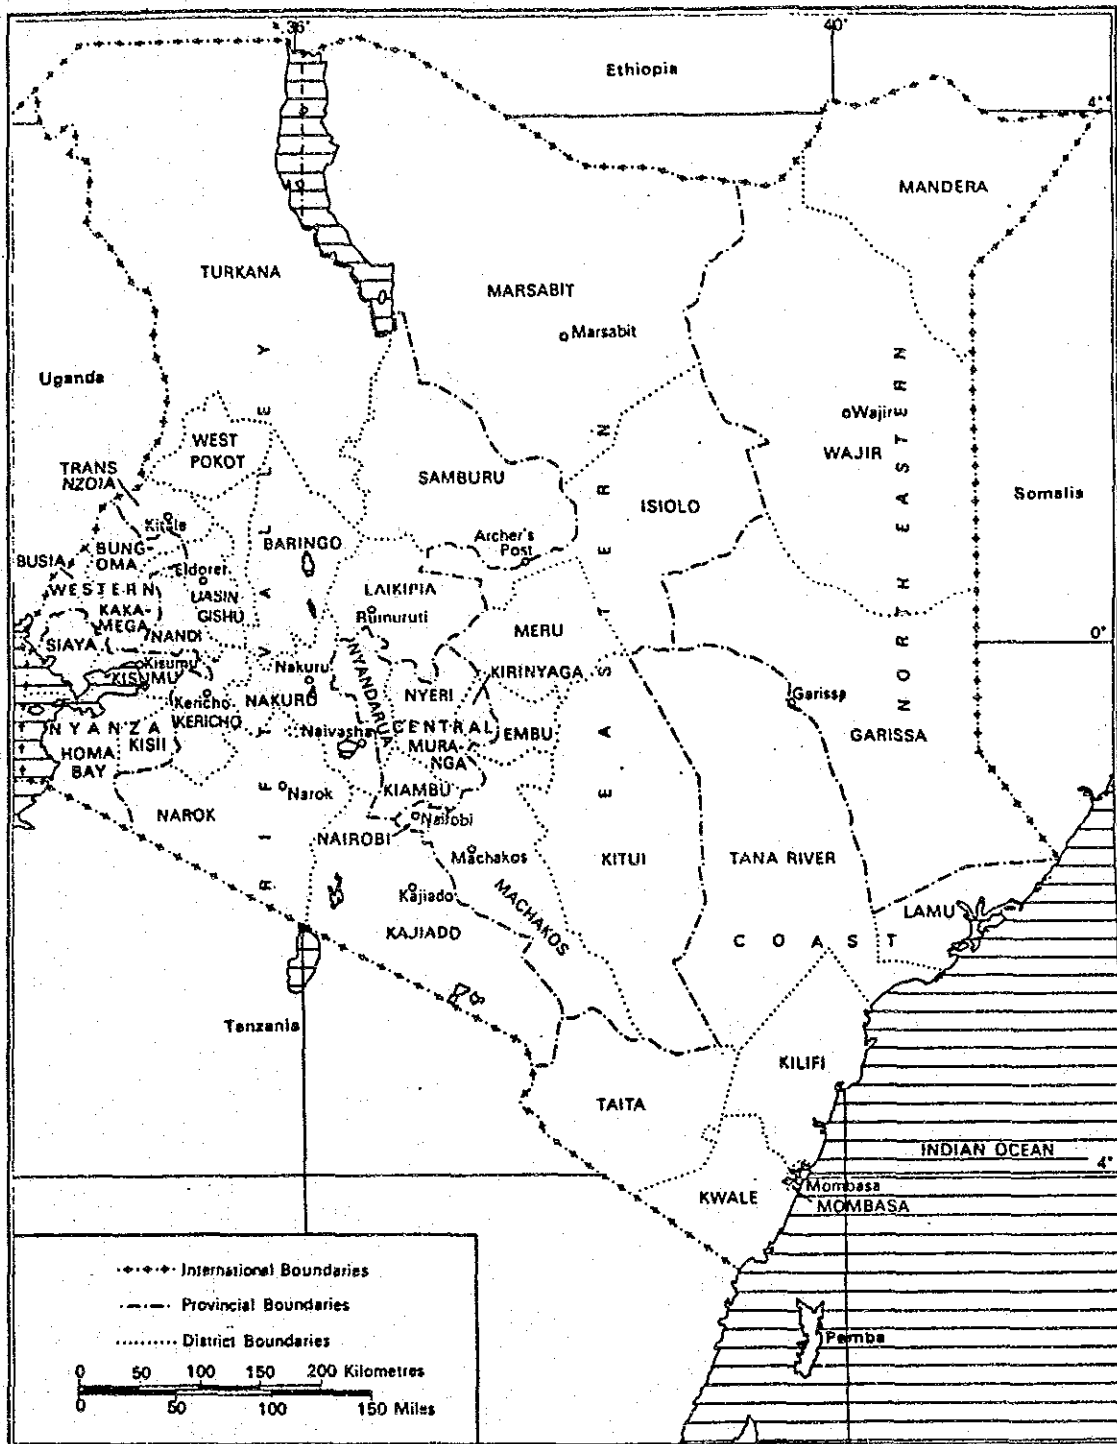 36°
40°
Ethiopia
4°
MANDERA
TURKANA
MARSABIT
Marsabit
Uganda
Wajir
WEST
POKOT
WAJIR
TRANS
NZOIA
SAMBURU
Somalia
ISIOLO
Kitale
Archer's
Post
BARINGO
BUNG-
OMA
BUSIA
Eldoret
WESTERN
UASIN
GISHU
LAIKIPIA
KAKA-
MEGA
Rumuruti
MERU
NANDI
SIAYA
0°
Kisumu
KISUMU
Nakuru
NYANDARUA
KIRINYAGA
Kericho
KERICHO
NAKURU
NYERI
Garissa
NYANZA
Naivasha
CENTRAL
EMBU
GARISSA
KISII
MURA-
NGA
HOMA
BAY
KIAMBU
Narok
NAROK
Nairobi
NAIROBI
Machakos
KITUI
TANA RIVER
Kajiado
MACHAKOS
LAMU
KAJIADO
COAST
RIFT VALLEY
EASTERN
NORTH EASTERN
Tanzania
KILIFI
TAITA
INDIAN OCEAN
4°
KWALE
Mombasa
MOMBASA
International Boundaries
Provincial Boundaries
District Boundaries
0 50 100 150 200 Kilometres
0 50 100 150 Miles
Pemba